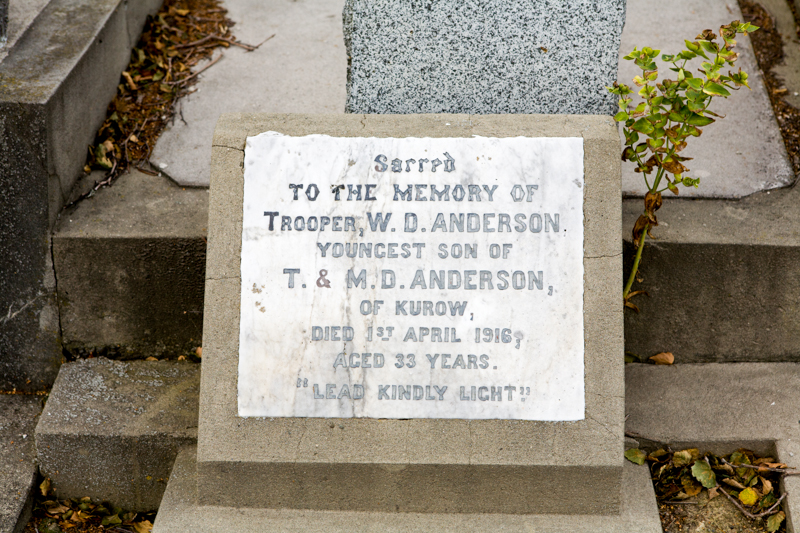 Sacred
TO THE MEMORY OF
TROOPER, W. D. ANDERSON
YOUNGEST SON OF
T. & M. D. ANDERSON,
OF KUROW,
DIED 1ST APRIL 1916,
AGED 33 YEARS.
"LEAD KINDLY LIGHT"